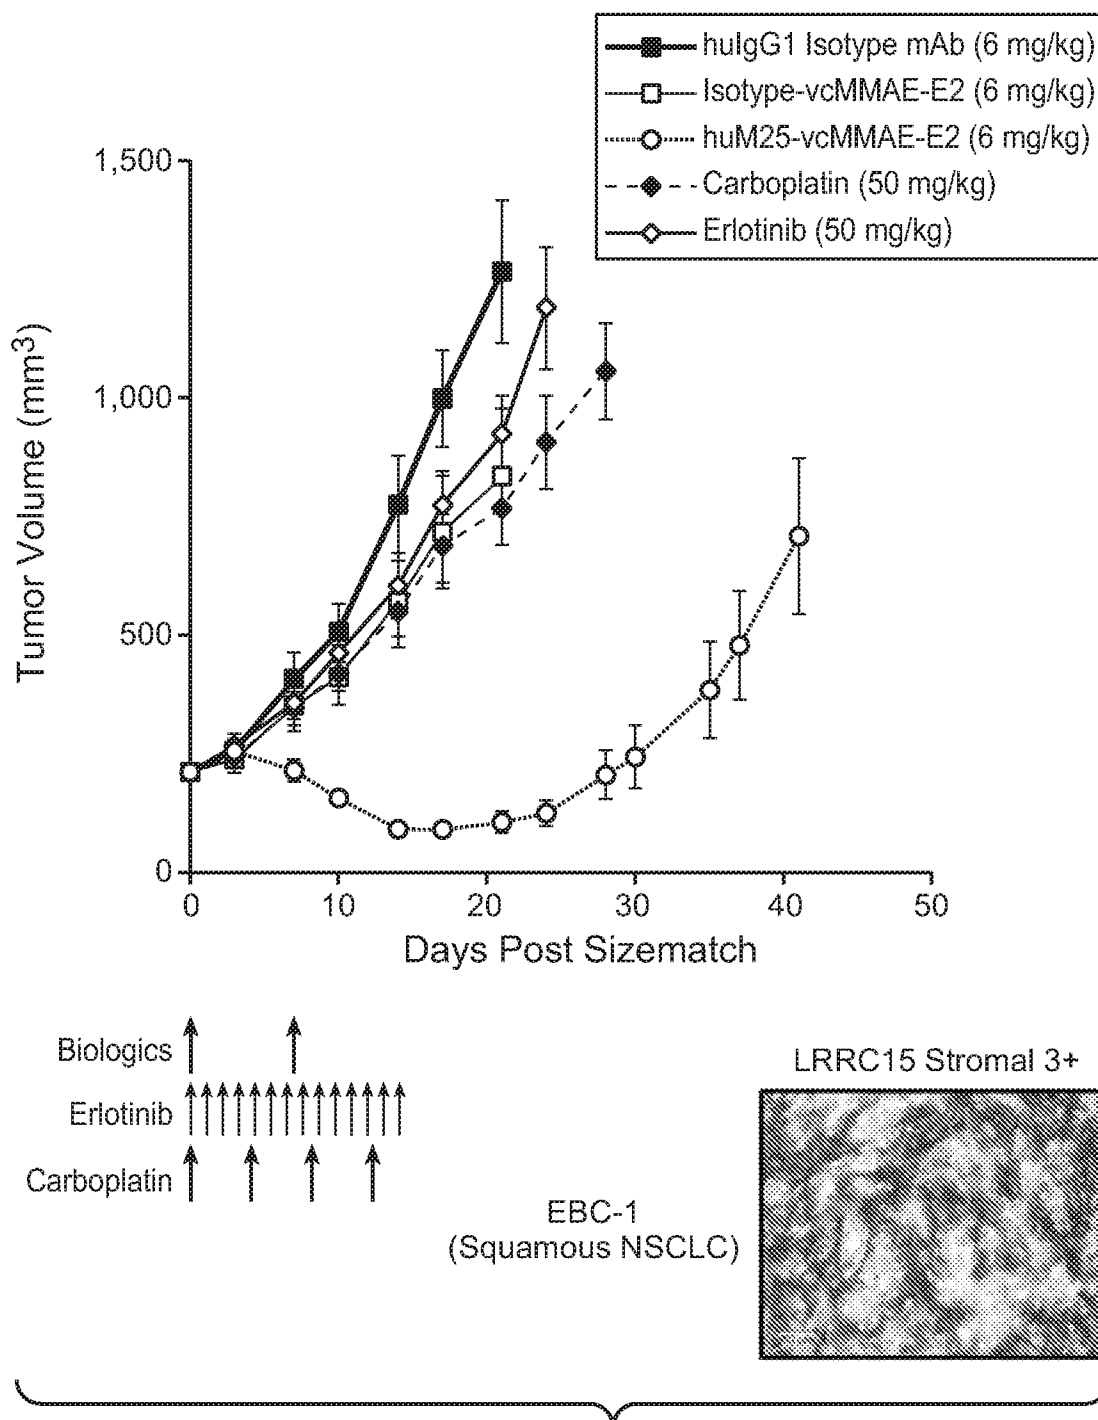 huIgG1 Isotype mAb (6 mg/kg)
Isotype-vcMMAE-E2 (6 mg/kg)
huM25-vcMMAE-E2 (6 mg/kg)
Carboplatin (50 mg/kg)
Erlotinib (50 mg/kg)
1,500
1,000
500
0
Tumor Volume (mm³)
0 10 20 30 40 50
Days Post Sizematch
Biologics
Erlotinib
Carboplatin
LRRC15 Stromal 3+
EBC-1
(Squamous NSCLC)